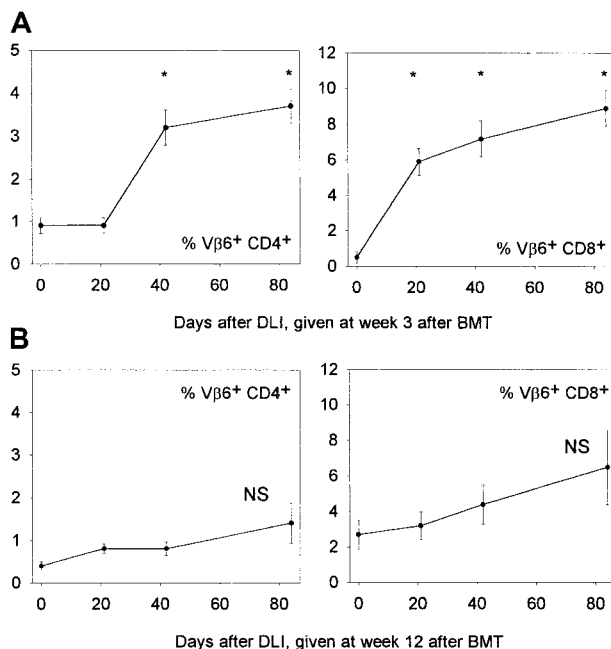 A
5
4
3
2
1
0
* *
% Vβ6+ CD4+
0 20 40 60 80
12
10
8
6
4
2
0
* * *
% Vβ6+ CD8+
0 20 40 60 80
Days after DLI, given at week 3 after BMT
B
5
4
3
2
1
0
% Vβ6+ CD4+
NS
0 20 40 60 80
12
10
8
6
4
2
0
% Vβ6+ CD8+
NS
0 20 40 60 80
Days after DLI, given at week 12 after BMT